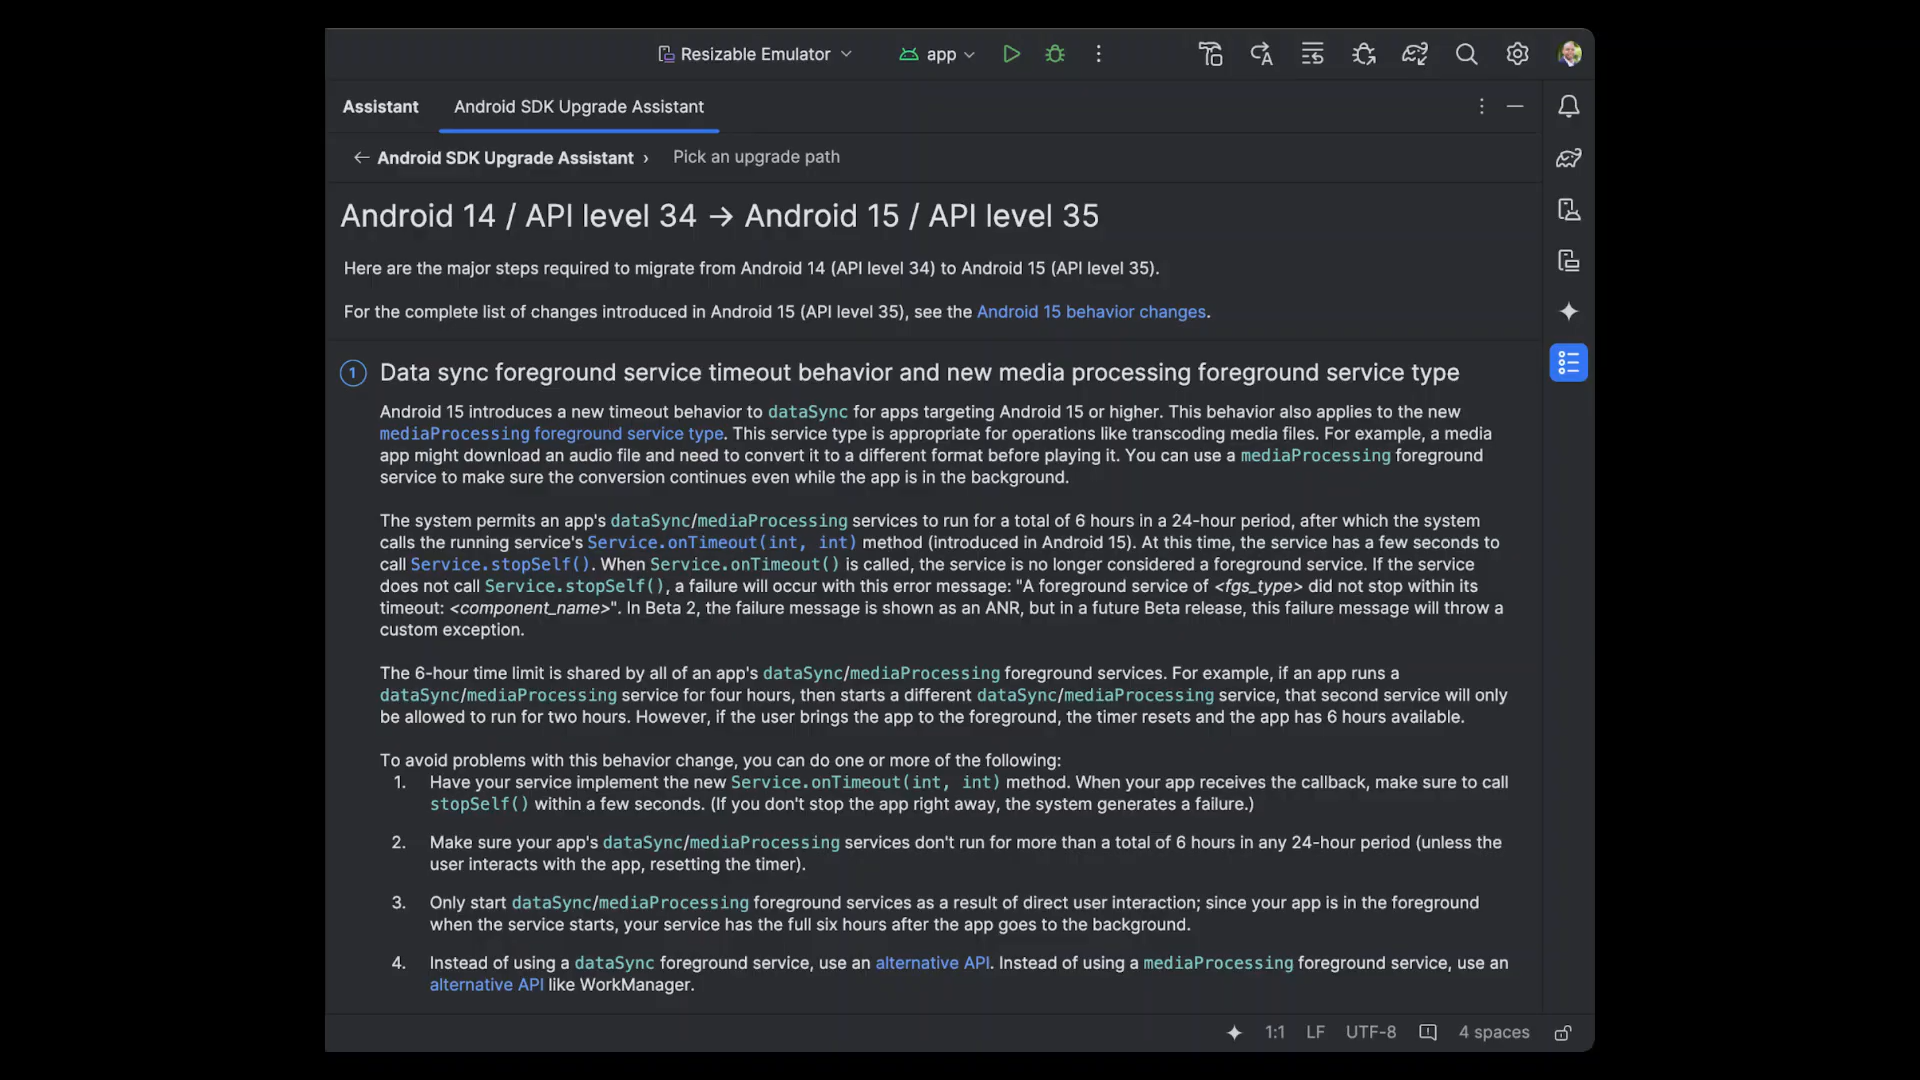 Resizable Emulator
app
Assistant
Android SDK Upgrade Assistant
← Android SDK Upgrade Assistant › Pick an upgrade path
Android 14 / API level 34 → Android 15 / API level 35
Here are the major steps required to migrate from Android 14 (API level 34) to Android 15 (API level 35).
For the complete list of changes introduced in Android 15 (API level 35), see the Android 15 behavior changes.
1 Data sync foreground service timeout behavior and new media processing foreground service type
Android 15 introduces a new timeout behavior to dataSync for apps targeting Android 15 or higher. This behavior also applies to the new
mediaProcessing foreground service type. This service type is appropriate for operations like transcoding media files. For example, a media
app might download an audio file and need to convert it to a different format before playing it. You can use a mediaProcessing foreground
service to make sure the conversion continues even while the app is in the background.
The system permits an app's dataSync/mediaProcessing services to run for a total of 6 hours in a 24-hour period, after which the system
calls the running service's Service.onTimeout(int, int) method (introduced in Android 15). At this time, the service has a few seconds to
call Service.stopSelf(). When Service.onTimeout() is called, the service is no longer considered a foreground service. If the service
does not call Service.stopSelf(), a failure will occur with this error message: "A foreground service of <fgs_type> did not stop within its
timeout: <component_name>". In Beta 2, the failure message is shown as an ANR, but in a future Beta release, this failure message will throw a
custom exception.
The 6-hour time limit is shared by all of an app's dataSync/mediaProcessing foreground services. For example, if an app runs a
dataSync/mediaProcessing service for four hours, then starts a different dataSync/mediaProcessing service, that second service will only
be allowed to run for two hours. However, if the user brings the app to the foreground, the timer resets and the app has 6 hours available.
To avoid problems with this behavior change, you can do one or more of the following:
1. Have your service implement the new Service.onTimeout(int, int) method. When your app receives the callback, make sure to call
stopSelf() within a few seconds. (If you don't stop the app right away, the system generates a failure.)
2. Make sure your app's dataSync/mediaProcessing services don't run for more than a total of 6 hours in any 24-hour period (unless the
user interacts with the app, resetting the timer).
3. Only start dataSync/mediaProcessing foreground services as a result of direct user interaction; since your app is in the foreground
when the service starts, your service has the full six hours after the app goes to the background.
4. Instead of using a dataSync foreground service, use an alternative API. Instead of using a mediaProcessing foreground service, use an
alternative API like WorkManager.
1:1 LF UTF-8 4 spaces